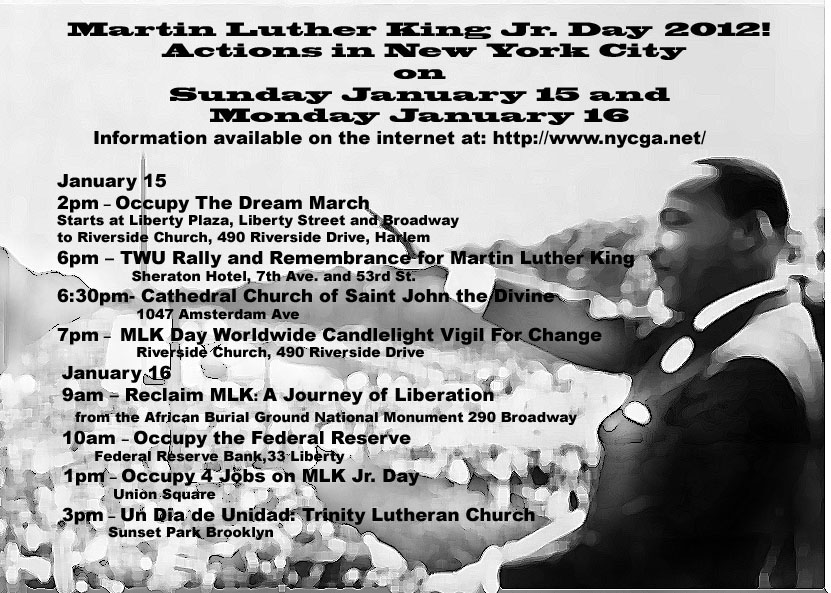 Martin Luther King Jr. Day 2012!
Actions in New York City
on
Sunday January 15 and
Monday January 16
Information available on the internet at: http://www.nycga.net/
January 15
2pm – Occupy The Dream March
Starts at Liberty Plaza, Liberty Street and Broadway
to Riverside Church, 490 Riverside Drive, Harlem
6pm – TWU Rally and Remembrance for Martin Luther King
Sheraton Hotel, 7th Ave. and 53rd St.
6:30pm- Cathedral Church of Saint John the Divine
1047 Amsterdam Ave
7pm – MLK Day Worldwide Candlelight Vigil For Change
Riverside Church, 490 Riverside Drive
January 16
9am – Reclaim MLK: A Journey of Liberation
from the African Burial Ground National Monument 290 Broadway
10am – Occupy the Federal Reserve
Federal Reserve Bank,33 Liberty
1pm – Occupy 4 Jobs on MLK Jr. Day
Union Square
3pm – Un Dia de Unidad: Trinity Lutheran Church
Sunset Park Brooklyn